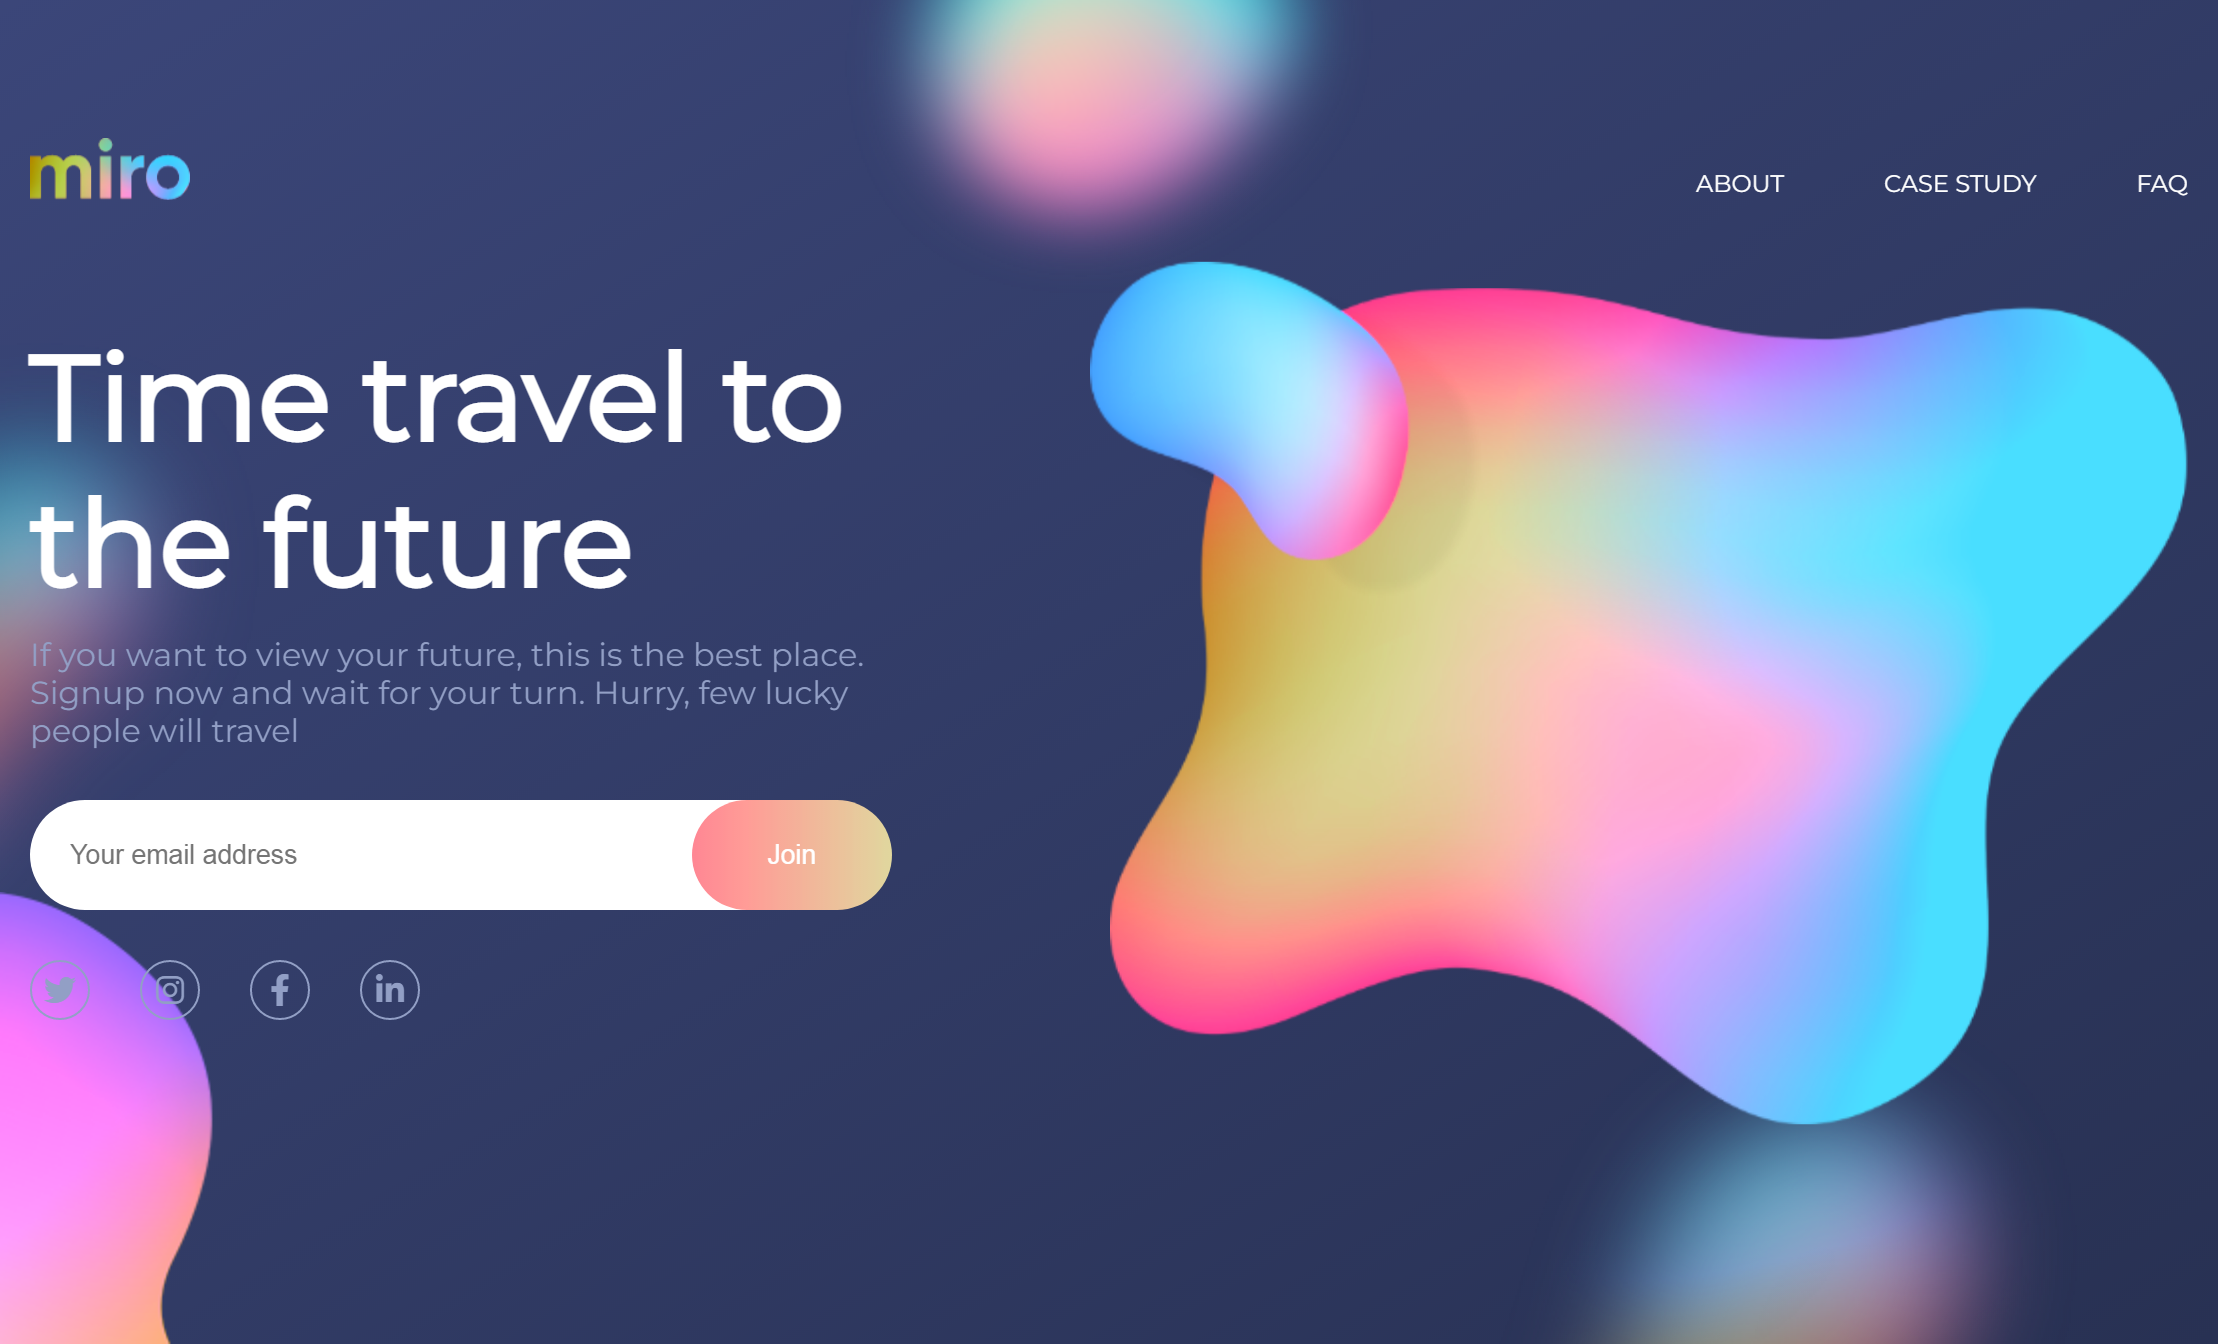 miro
ABOUT
CASE STUDY
FAQ
Time travel to
the future
If you want to view your future, this is the best place.
Signup now and wait for your turn. Hurry, few lucky
people will travel
Your email address
Join